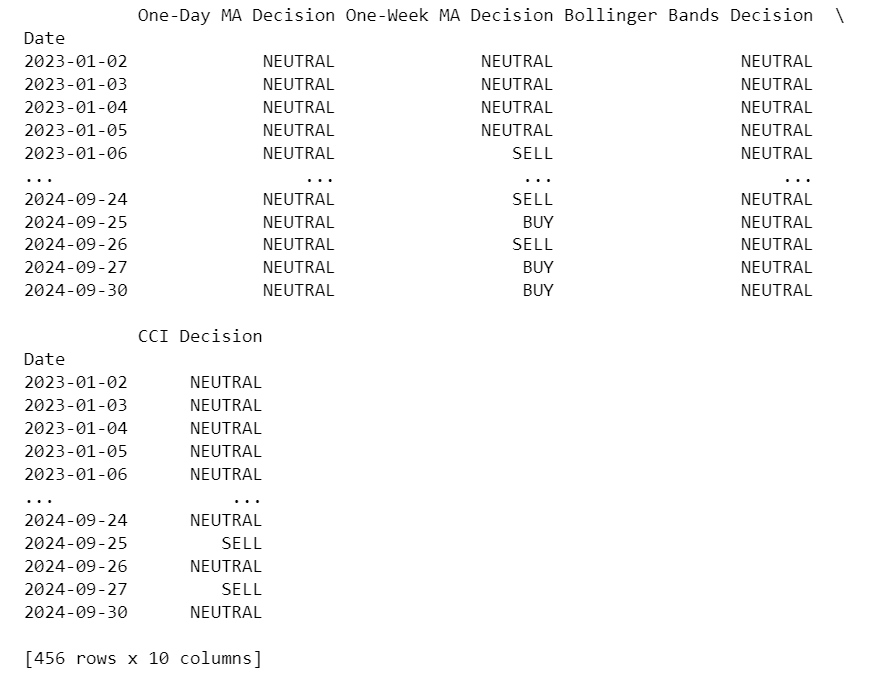 One-Day MA Decision One-Week MA Decision Bollinger Bands Decision \
Date
2023-01-02 NEUTRAL NEUTRAL NEUTRAL
2023-01-03 NEUTRAL NEUTRAL NEUTRAL
2023-01-04 NEUTRAL NEUTRAL NEUTRAL
2023-01-05 NEUTRAL NEUTRAL NEUTRAL
2023-01-06 NEUTRAL SELL NEUTRAL
... ... ... ...
2024-09-24 NEUTRAL SELL NEUTRAL
2024-09-25 NEUTRAL BUY NEUTRAL
2024-09-26 NEUTRAL SELL NEUTRAL
2024-09-27 NEUTRAL BUY NEUTRAL
2024-09-30 NEUTRAL BUY NEUTRAL
CCI Decision
Date
2023-01-02 NEUTRAL
2023-01-03 NEUTRAL
2023-01-04 NEUTRAL
2023-01-05 NEUTRAL
2023-01-06 NEUTRAL
... ...
2024-09-24 NEUTRAL
2024-09-25 SELL
2024-09-26 NEUTRAL
2024-09-27 SELL
2024-09-30 NEUTRAL
[456 rows x 10 columns]